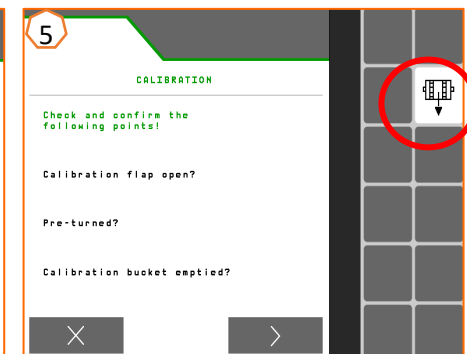 5
CALIBRATION
Check and confirm the
following points!
Calibration flap open?
Pre-turned?
Calibration bucket emptied?